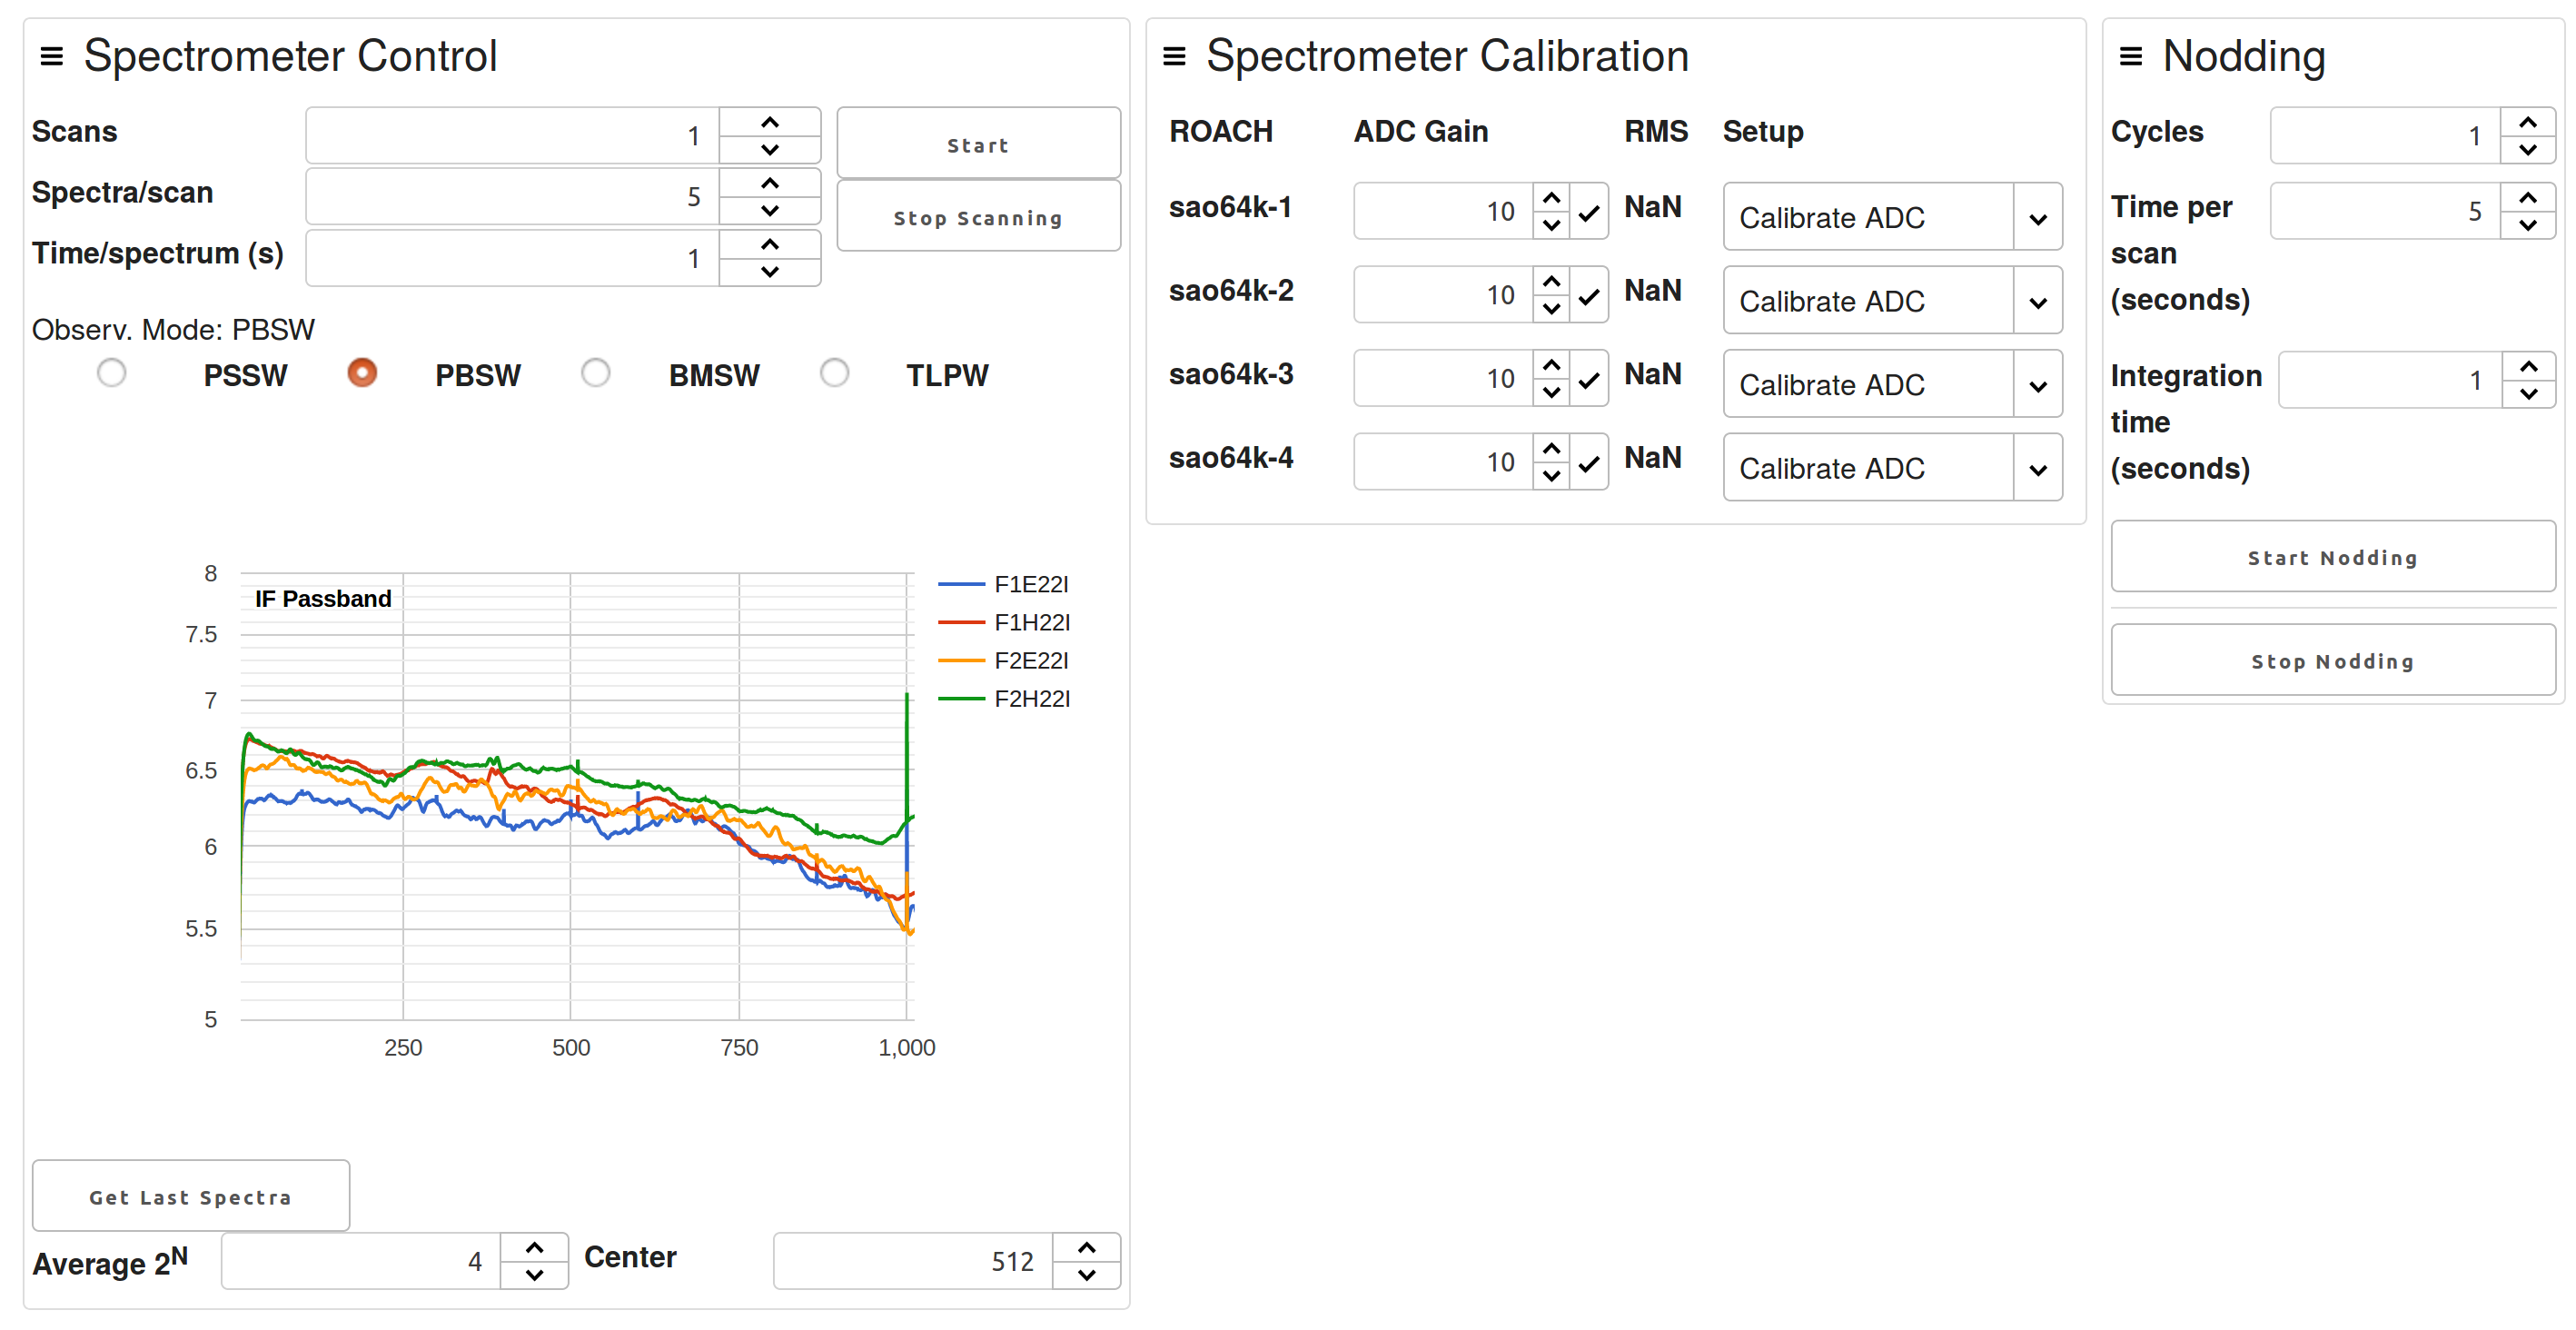 Spectrometer Control
Scans 1 Start
Spectra/scan 5 Stop Scanning
Time/spectrum (s) 1
Observ. Mode: PBSW
PSSW PBSW BMSW TLPW
IF Passband
8
7.5
7
6.5
6
5.5
5
250 500 750 1,000
F1E22I
F1H22I
F2E22I
F2H22I
Get Last Spectra
Average 2N 4 Center 512
Spectrometer Calibration
ROACH ADC Gain RMS Setup
sao64k-1 10 NaN Calibrate ADC
sao64k-2 10 NaN Calibrate ADC
sao64k-3 10 NaN Calibrate ADC
sao64k-4 10 NaN Calibrate ADC
Nodding
Cycles 1
Time per 5
scan
(seconds)
Integration 1
time
(seconds)
Start Nodding
Stop Nodding